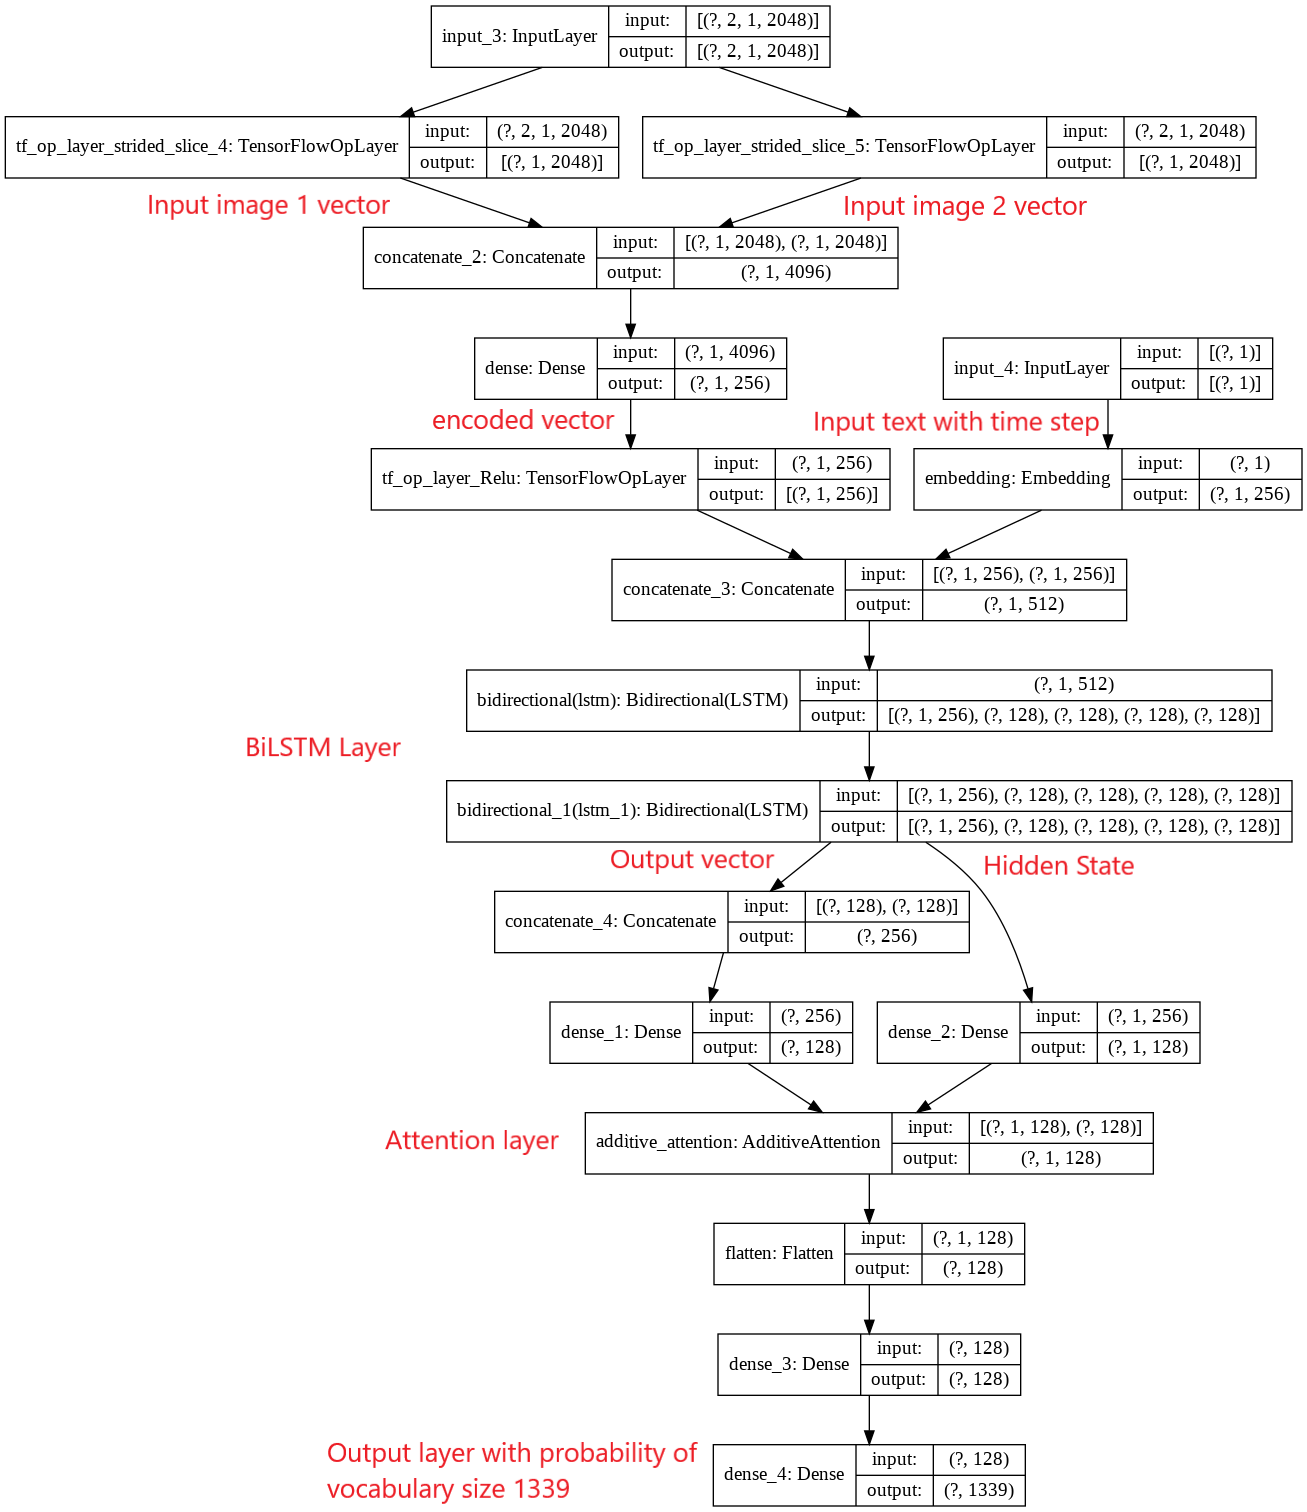 input_3: InputLayer
input: [(?, 2, 1, 2048)]
output: [(?, 2, 1, 2048)]
tf_op_layer_strided_slice_4: TensorFlowOpLayer
input: (?, 2, 1, 2048)
output: [(?, 1, 2048)]
tf_op_layer_strided_slice_5: TensorFlowOpLayer
input: (?, 2, 1, 2048)
output: [(?, 1, 2048)]
Input image 1 vector
Input image 2 vector
concatenate_2: Concatenate
input: [(?, 1, 2048), (?, 1, 2048)]
output: (?, 1, 4096)
dense: Dense
input: (?, 1, 4096)
output: (?, 1, 256)
input_4: InputLayer
input: [(?, 1)]
output: [(?, 1)]
encoded vector
Input text with time step
tf_op_layer_Relu: TensorFlowOpLayer
input: (?, 1, 256)
output: [(?, 1, 256)]
embedding: Embedding
input: (?, 1)
output: (?, 1, 256)
concatenate_3: Concatenate
input: [(?, 1, 256), (?, 1, 256)]
output: (?, 1, 512)
bidirectional(lstm): Bidirectional(LSTM)
input: (?, 1, 512)
output: [(?, 1, 256), (?, 128), (?, 128), (?, 128), (?, 128)]
BiLSTM Layer
bidirectional_1(lstm_1): Bidirectional(LSTM)
input: [(?, 1, 256), (?, 128), (?, 128), (?, 128), (?, 128)]
output: [(?, 1, 256), (?, 128), (?, 128), (?, 128), (?, 128)]
Output vector
Hidden State
concatenate_4: Concatenate
input: [(?, 128), (?, 128)]
output: (?, 256)
dense_1: Dense
input: (?, 256)
output: (?, 128)
dense_2: Dense
input: (?, 1, 256)
output: (?, 1, 128)
Attention layer
additive_attention: AdditiveAttention
input: [(?, 1, 128), (?, 128)]
output: (?, 1, 128)
flatten: Flatten
input: (?, 1, 128)
output: (?, 128)
dense_3: Dense
input: (?, 128)
output: (?, 128)
Output layer with probability of
vocabulary size 1339
dense_4: Dense
input: (?, 128)
output: (?, 1339)